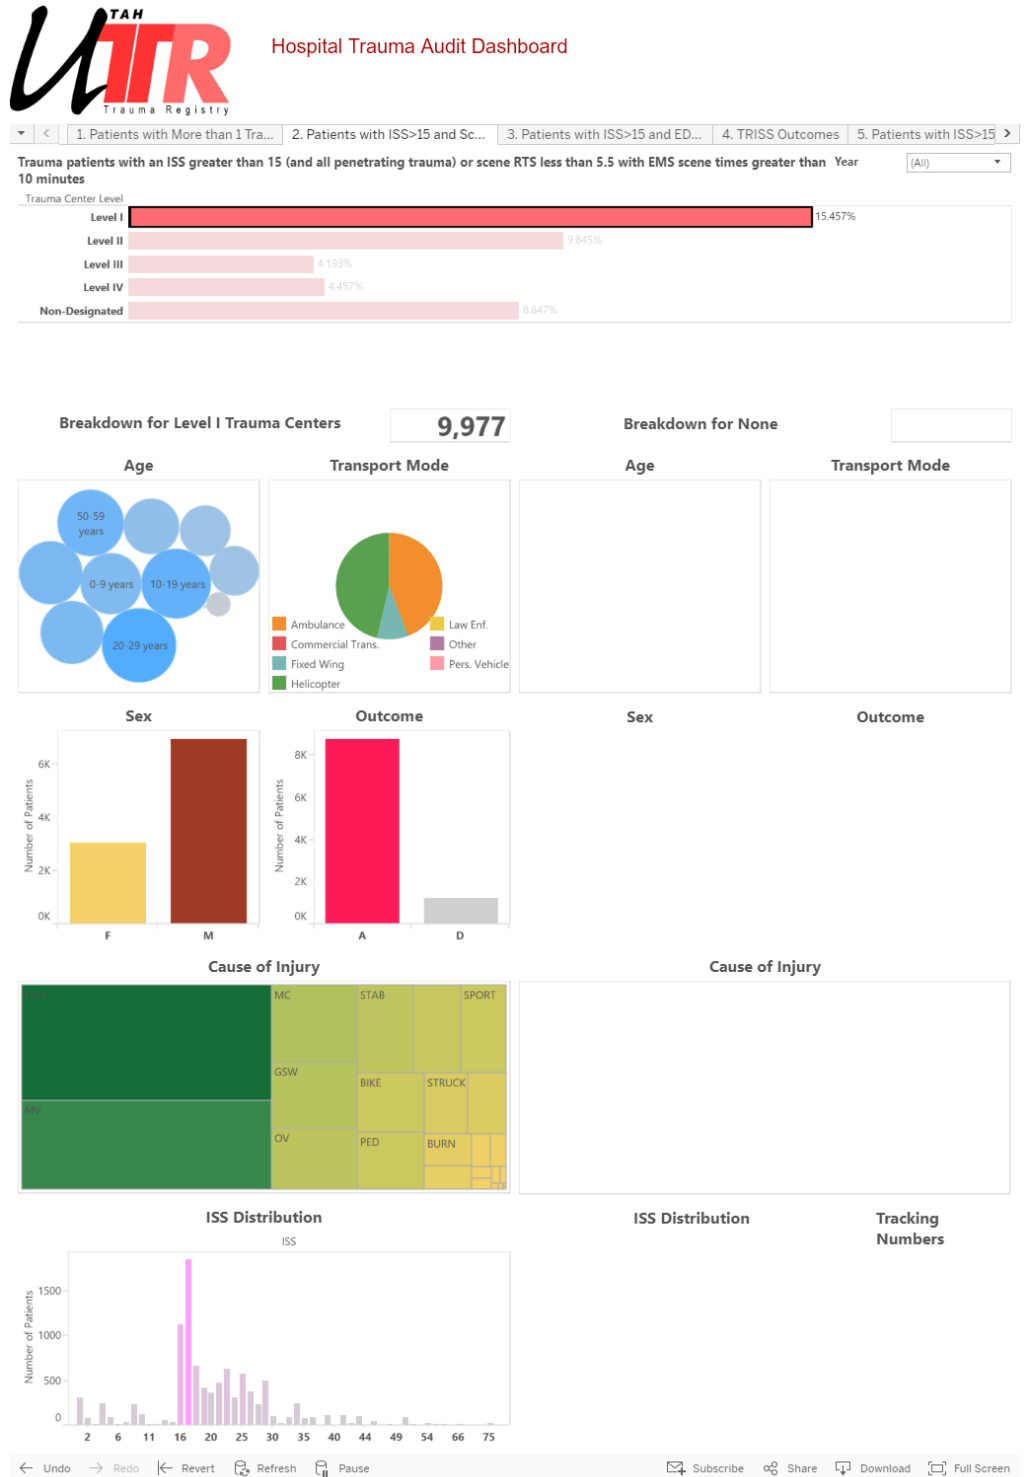 UTAH
UTTR
Trauma Registry
Hospital Trauma Audit Dashboard
1. Patients with More than 1 Tra...
2. Patients with ISS>15 and Sc...
3. Patients with ISS>15 and ED...
4. TRISS Outcomes
5. Patients with ISS>15
Trauma patients with an ISS greater than 15 (and all penetrating trauma) or scene RTS less than 5.5 with EMS scene times greater than
10 minutes
Year
(All)
Trauma Center Level
Level I
15.457%
Level II
9.845%
Level III
4.193%
Level IV
4.457%
Non-Designated
8.847%
Breakdown for Level I Trauma Centers
9,977
Breakdown for None
Age
Transport Mode
Age
Transport Mode
50-59
years
0-9 years
10-19 years
20-29 years
Ambulance
Law Enf.
Commercial Trans.
Other
Fixed Wing
Pers. Vehicle
Helicopter
Sex
Outcome
Sex
Outcome
Number of Patients
6K
4K
2K
0K
F
M
Number of Patients
8K
6K
4K
2K
0K
A
D
Cause of Injury
Cause of Injury
MV
MC
GSW
OV
STAB
SPORT
BIKE
STRUCK
PED
BURN
ISS Distribution
ISS Distribution
Tracking
Numbers
ISS
Number of Patients
1500
1000
500
0
2 6 11 16 20 25 30 35 40 44 49 54 66 75
Undo
Redo
Revert
Refresh
Pause
Subscribe
Share
Download
Full Screen